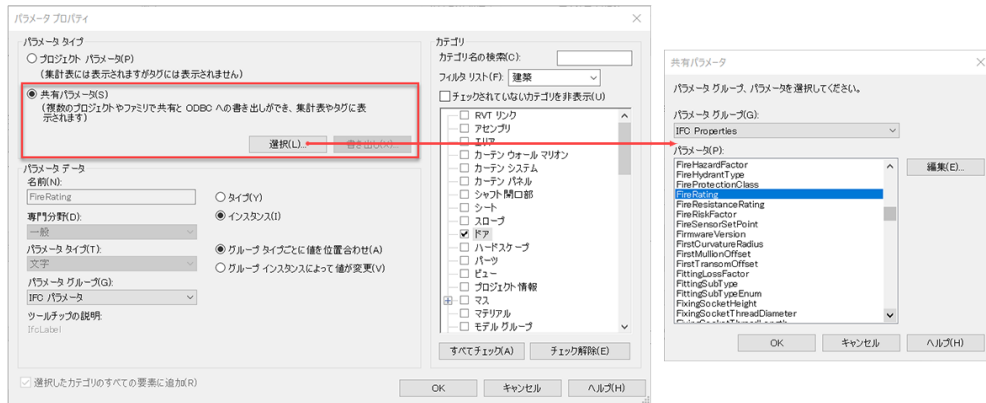 パラメータ プロパティ
パラメータ タイプ
プロジェクト パラメータ(P)
(集計表には表示されますがタグには表示されません)
共有パラメータ(S)
(複数のプロジェクトやファミリで共有と ODBC への書き出しができ、集計表やタグに表
示されます)
選択(L)...
書き出し(X)...
パラメータ データ
名前(N):
FireRating
タイプ(Y)
専門分野(D):
インスタンス(I)
一般
パラメータ タイプ(T):
グループ タイプごとに値を位置合わせ(A)
文字
グループ インスタンスによって値が変更(V)
パラメータ グループ(G):
IFC パラメータ
ツールチップの説明:
IfcLabel
選択したカテゴリのすべての要素に追加(R)
カテゴリ
カテゴリ名の検索(C):
フィルタ リスト(F): 建築
チェックされていないカテゴリを非表示(U)
RVT リンク
アセンブリ
エリア
カーテン ウォール マリオン
カーテン システム
カーテン パネル
シャフト開口部
シート
スロープ
ドア
ハードスケープ
パーツ
ビュー
プロジェクト情報
マス
マテリアル
モデル グループ
すべてチェック(A)
チェック解除(E)
OK
キャンセル
ヘルプ(H)
共有パラメータ
パラメータ グループ、パラメータを選択してください。
パラメータ グループ(G):
IFC Properties
パラメータ(P):
編集(E)...
FireHazardFactor
FireHydrantType
FireProtectionClass
FireRating
FireResistanceRating
FireRiskFactor
FireSensorSetPoint
FirmwareVersion
FirstCurvatureRadius
FirstMullionOffset
FirstTransomOffset
FittingLossFactor
FittingSubType
FittingSubTypeEnum
FixingSocketHeight
FixingSocketThreadDiameter
FixingSocketThreadLength
OK
キャンセル
ヘルプ(H)